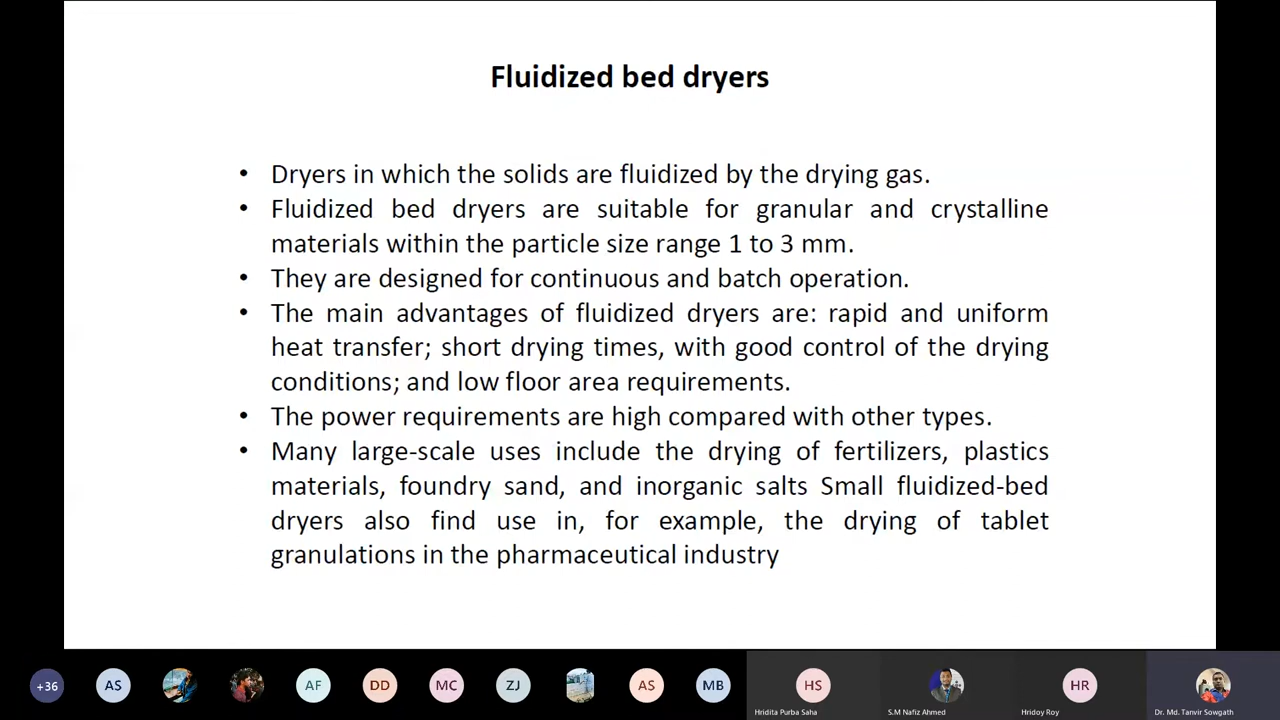 Fluidized bed dryers
• Dryers in which the solids are fluidized by the drying gas.
• Fluidized bed dryers are suitable for granular and crystalline
materials within the particle size range 1 to 3 mm.
• They are designed for continuous and batch operation.
• The main advantages of fluidized dryers are: rapid and uniform
heat transfer; short drying times, with good control of the drying
conditions; and low floor area requirements.
• The power requirements are high compared with other types.
• Many large-scale uses include the drying of fertilizers, plastics
materials, foundry sand, and inorganic salts Small fluidized-bed
dryers also find use in, for example, the drying of tablet
granulations in the pharmaceutical industry
+36 AS AF DD MC ZJ AS MB HS HR
Hridita Purba Saha S.M Nafiz Ahmed Hridoy Roy Dr. Md. Tanvir Sowgath